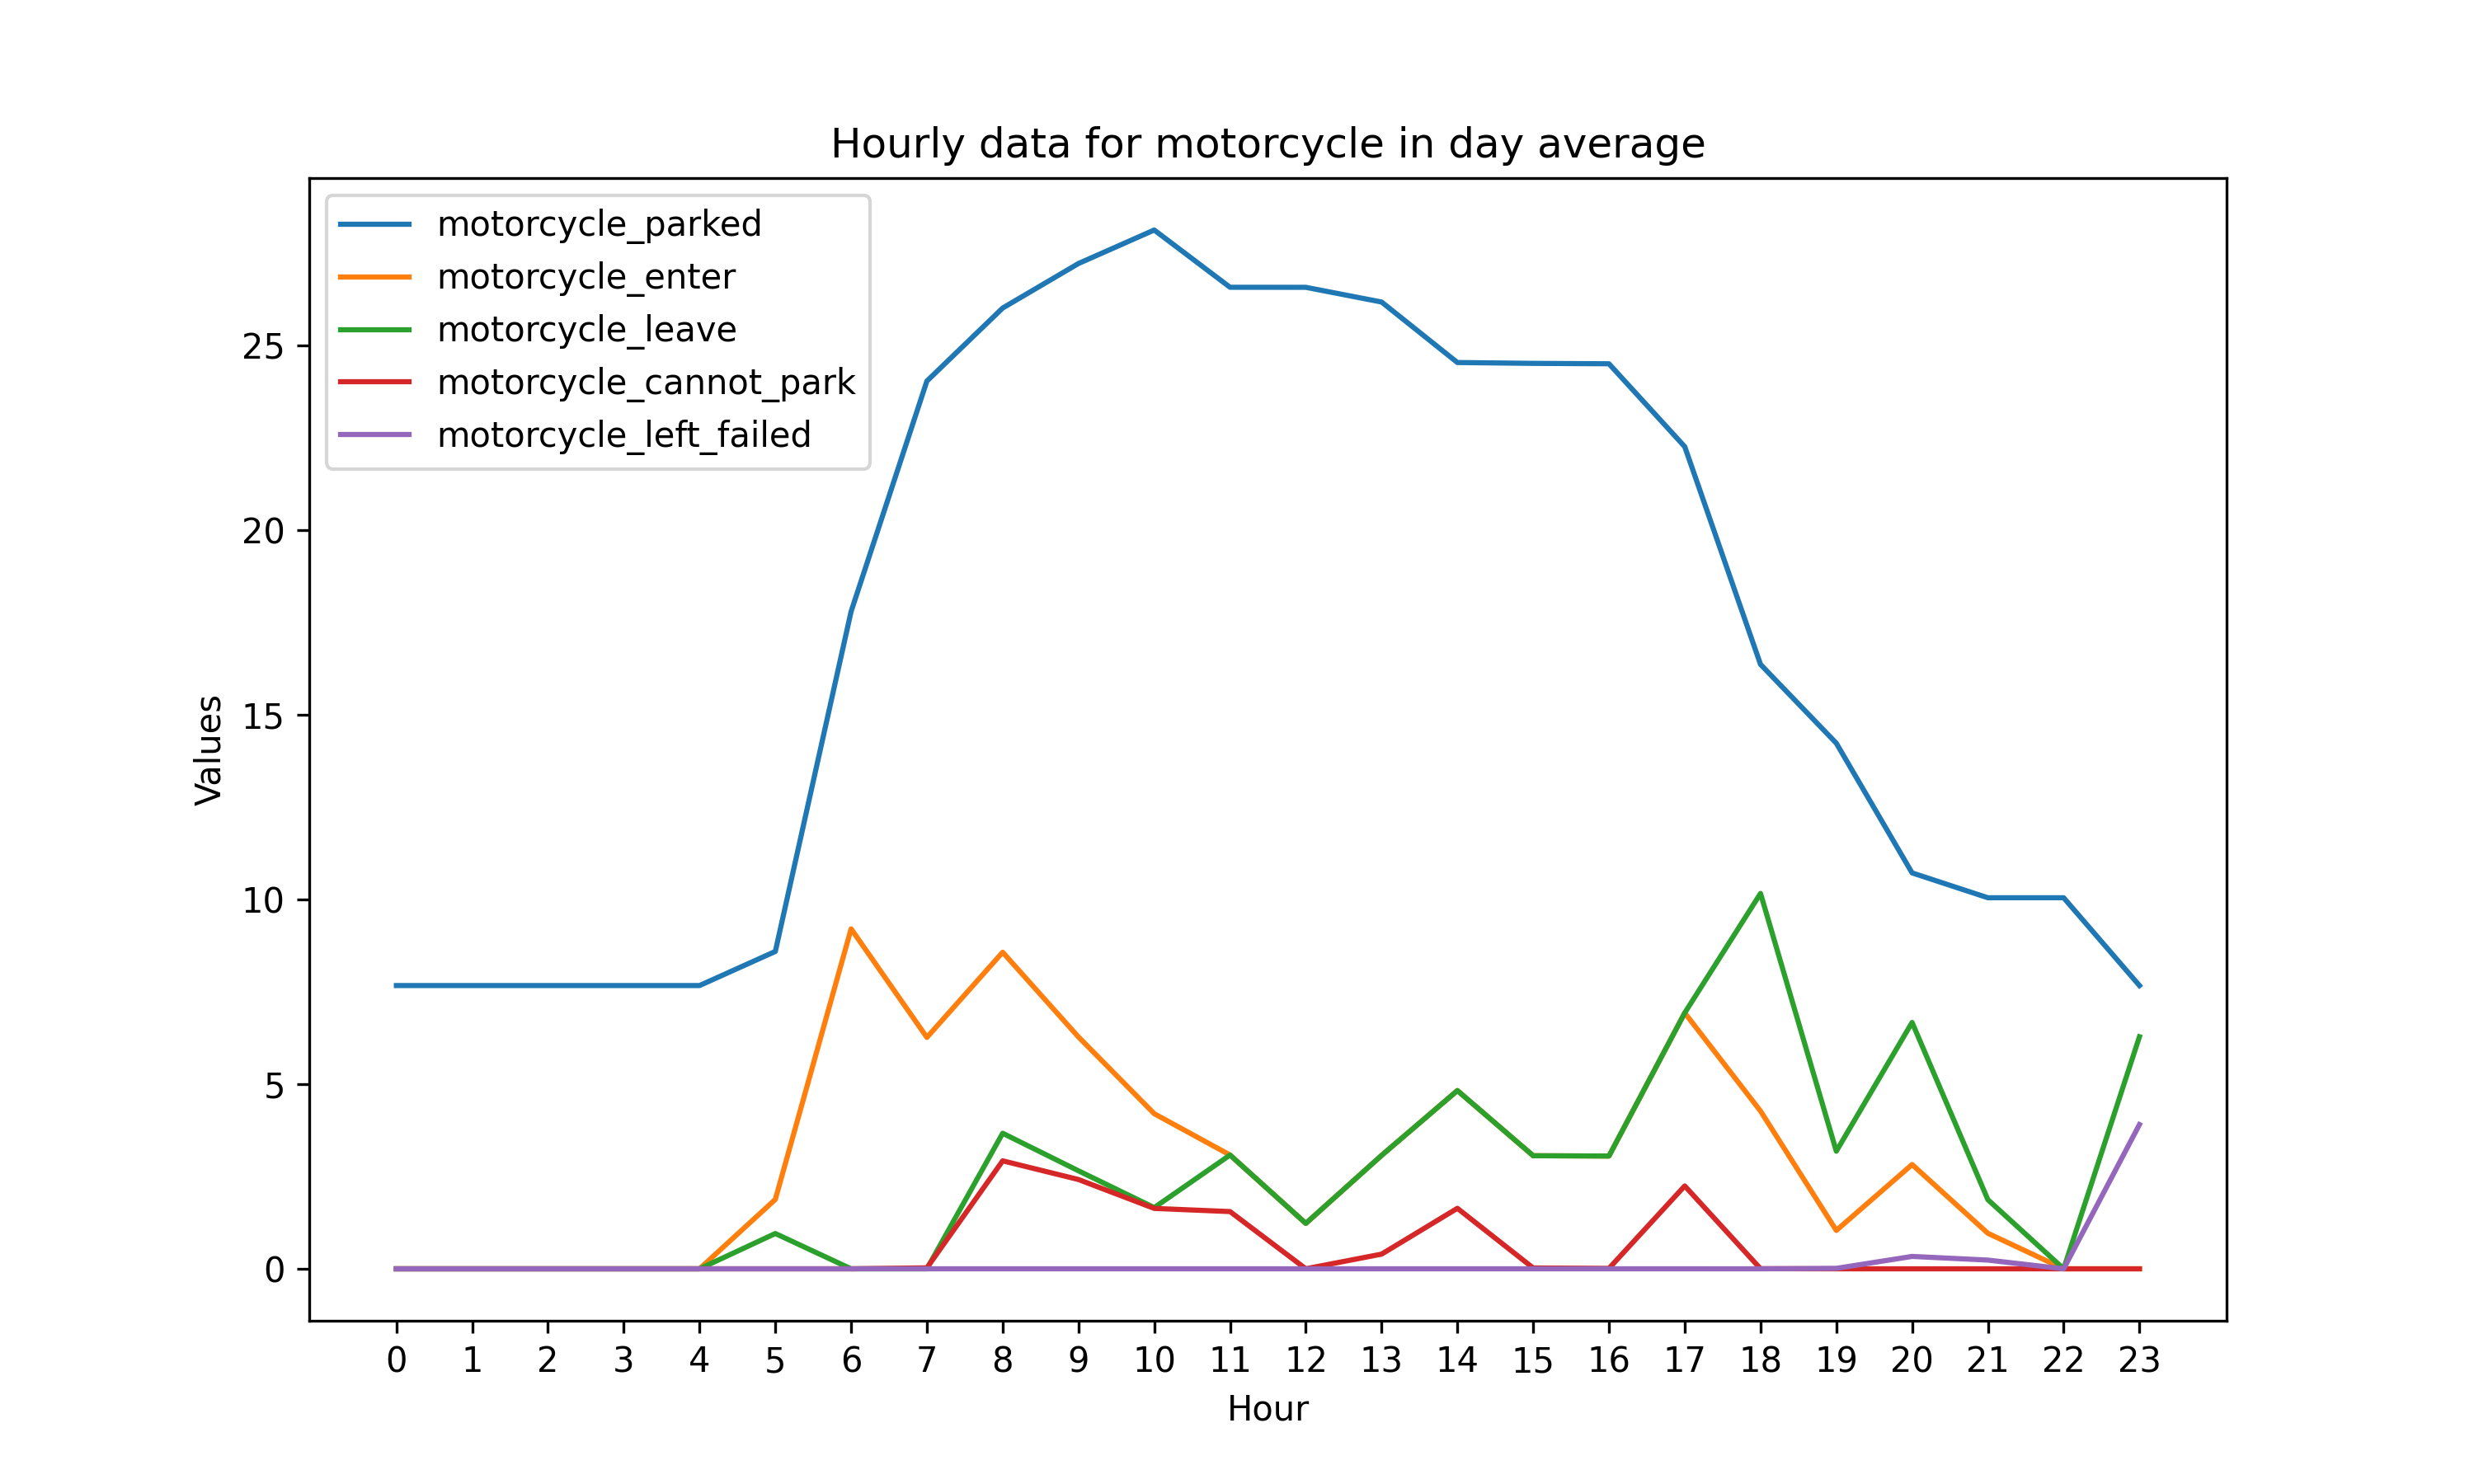 Hourly data for motorcycle in day average
motorcycle_parked
motorcycle_enter
motorcycle_leave
motorcycle_cannot_park
motorcycle_left_failed
25
20
15
10
5
0
Values
0 1 2 3 4 5 6 7 8 9 10 11 12 13 14 15 16 17 18 19 20 21 22 23
Hour